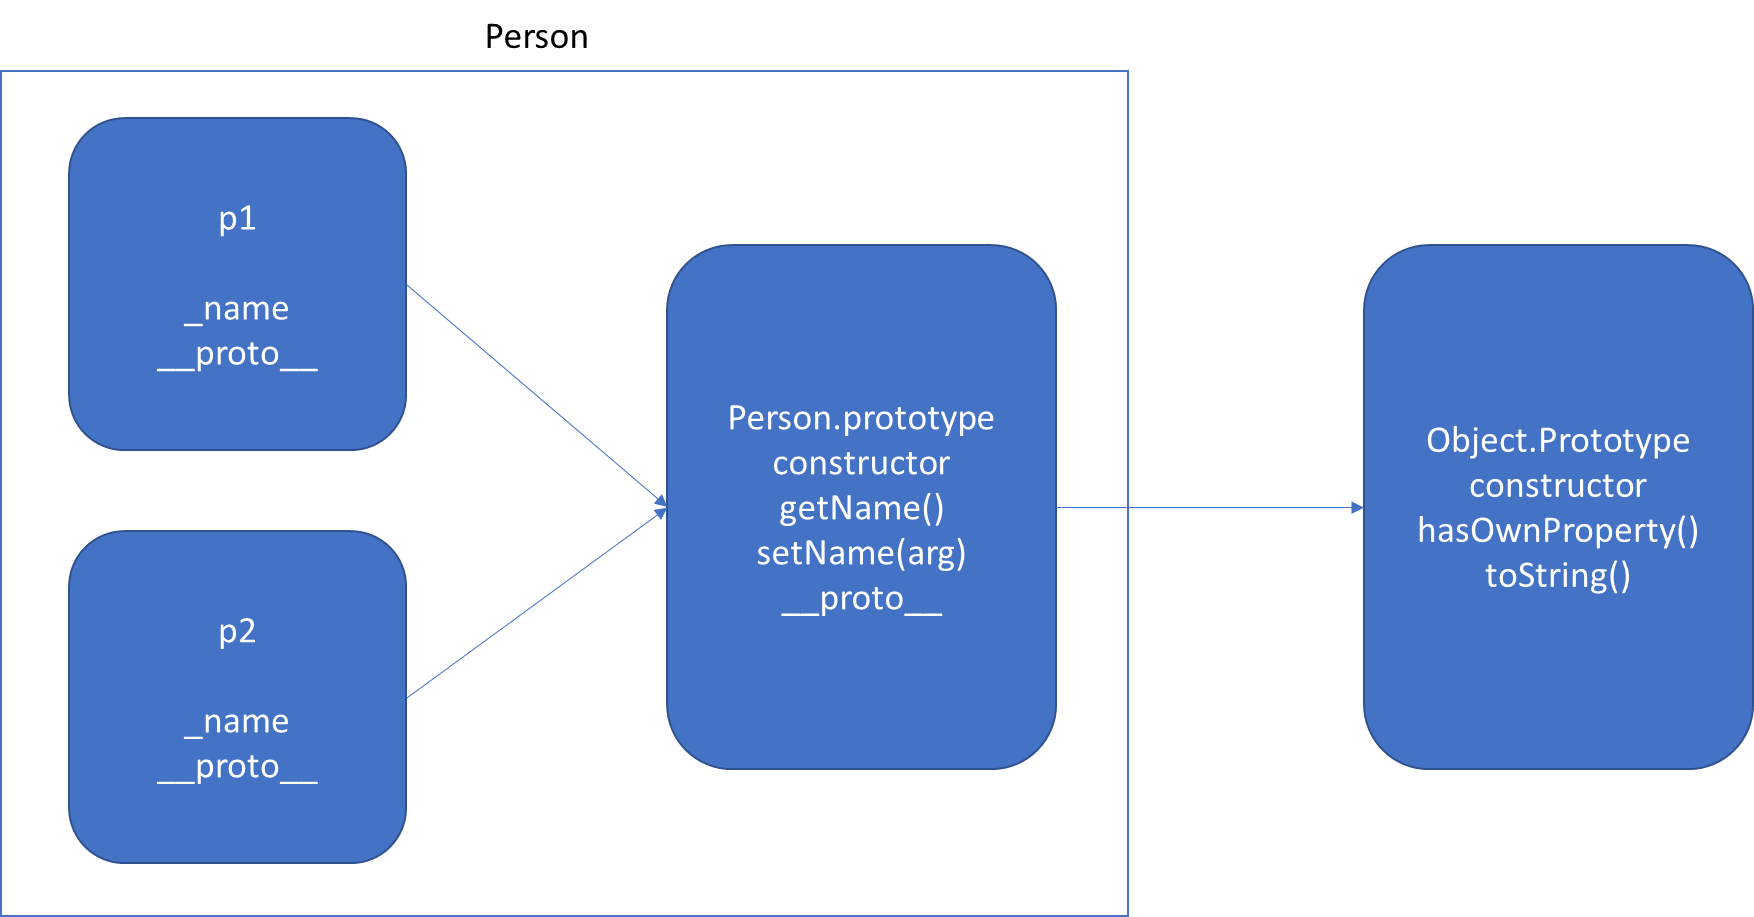 Person
p1
_name
__proto__
p2
_name
__proto__
Person.prototype
constructor
getName()
setName(arg)
__proto__
Object.Prototype
constructor
hasOwnProperty()
toString()